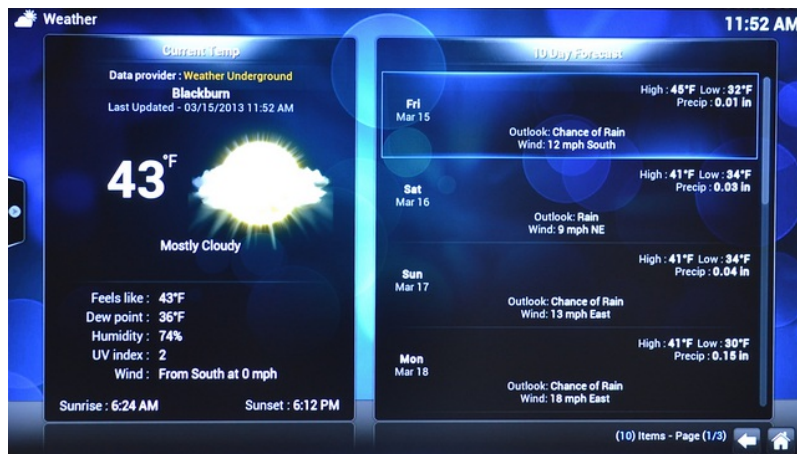 Weather
11:52 AM
Current Temp
Data provider : Weather Underground
Blackburn
Last Updated - 03/15/2013 11:52 AM
43°F
Mostly Cloudy
Feels like : 43°F
Dew point : 36°F
Humidity : 74%
UV index : 2
Wind : From South at 0 mph
Sunrise : 6:24 AM
Sunset : 6:12 PM
10 Day Forecast
High : 45°F Low : 32°F
Precip : 0.01 in
Fri
Mar 15
Outlook: Chance of Rain
Wind: 12 mph South
High : 41°F Low : 34°F
Precip : 0.03 in
Sat
Mar 16
Outlook: Rain
Wind: 9 mph NE
High : 41°F Low : 34°F
Precip : 0.04 in
Sun
Mar 17
Outlook: Chance of Rain
Wind: 13 mph East
High : 41°F Low : 30°F
Precip : 0.15 in
Mon
Mar 18
Outlook: Chance of Rain
Wind: 18 mph East
(10) Items - Page (1/3)